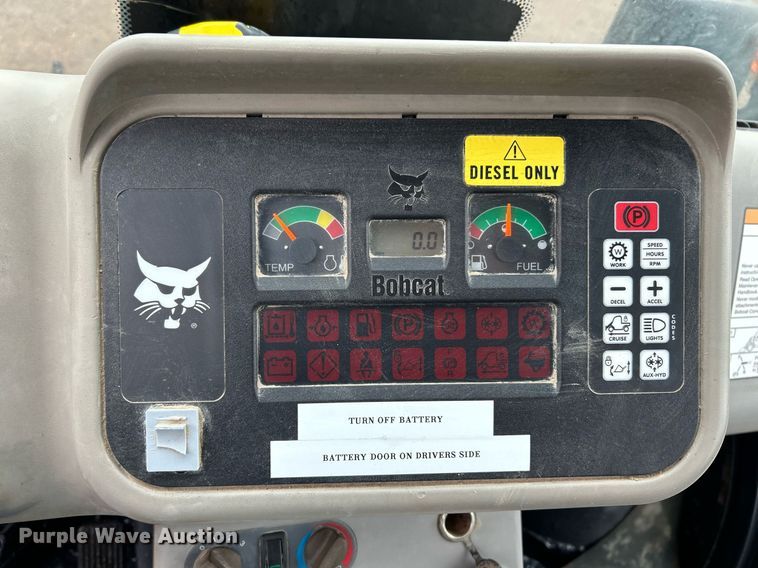 DIESEL ONLY
TEMP
0.0
FUEL
Bobcat
®
P
W
WORK
SPEED
HOURS
RPM
DECEL
ACCEL
CRUISE
LIGHTS
CODES
AUX-HYD
TURN OFF BATTERY
BATTERY DOOR ON DRIVERS SIDE
Purple Wave Auction